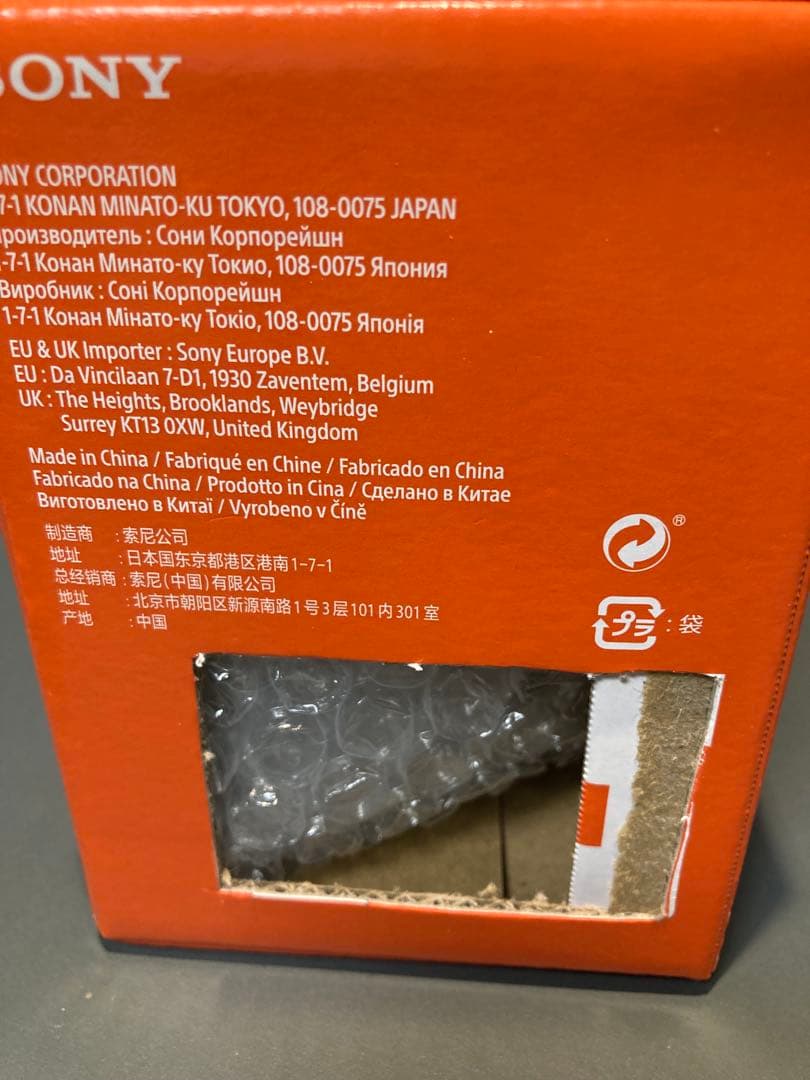 SONY
SONY CORPORATION
7-1 KONAN MINATO-KU TOKYO, 108-0075 JAPAN
роизводитель : Сони Корпорейшн
-7-1 Конан Минато-ку Токио, 108-0075 Япония
Виробник : Соні Корпорейшн
1-7-1 Конан Мінато-ку Токіо, 108-0075 Японія
EU & UK Importer : Sony Europe B.V.
EU : Da Vincilaan 7-D1, 1930 Zaventem, Belgium
UK : The Heights, Brooklands, Weybridge
Surrey KT13 0XW, United Kingdom
Made in China / Fabriqué en Chine / Fabricado en China
Fabricado na China / Prodotto in Cina / Сделано в Китае
Виготовлено в Китаї / Vyrobeno v Číně
制造商 : 索尼公司
地址 : 日本国东京都港区港南1-7-1
总经销商 : 索尼(中国)有限公司
地址 : 北京市朝阳区新源南路1号3层101内301室
产地 : 中国
®
プラ : 袋